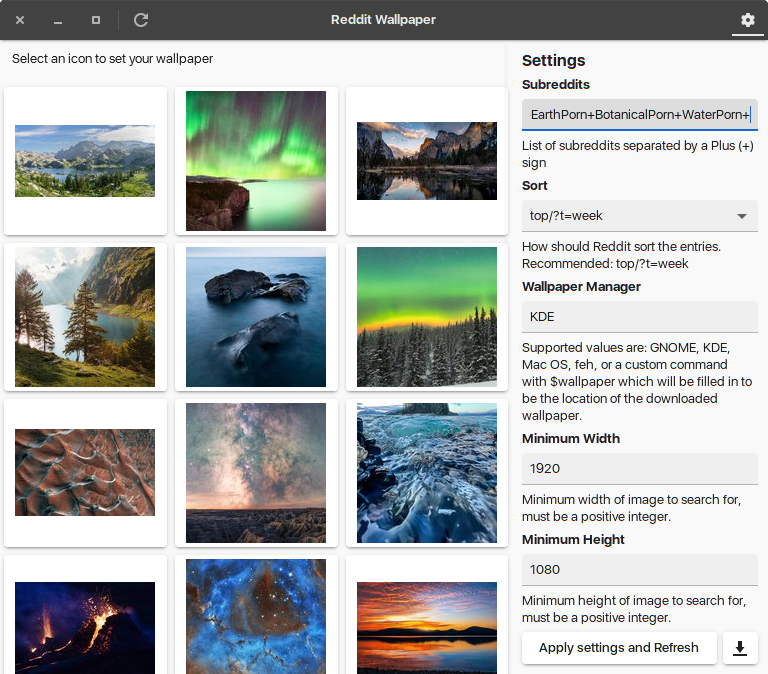 Reddit Wallpaper
Select an icon to set your wallpaper
Settings
Subreddits
EarthPorn+BotanicalPorn+WaterPorn+
List of subreddits separated by a Plus (+)
sign
Sort
top/?t=week
How should Reddit sort the entries.
Recommended: top/?t=week
Wallpaper Manager
KDE
Supported values are: GNOME, KDE,
Mac OS, feh, or a custom command
with $wallpaper which will be filled in to
be the location of the downloaded
wallpaper.
Minimum Width
1920
Minimum width of image to search for,
must be a positive integer.
Minimum Height
1080
Minimum height of image to search for,
must be a positive integer.
Apply settings and Refresh